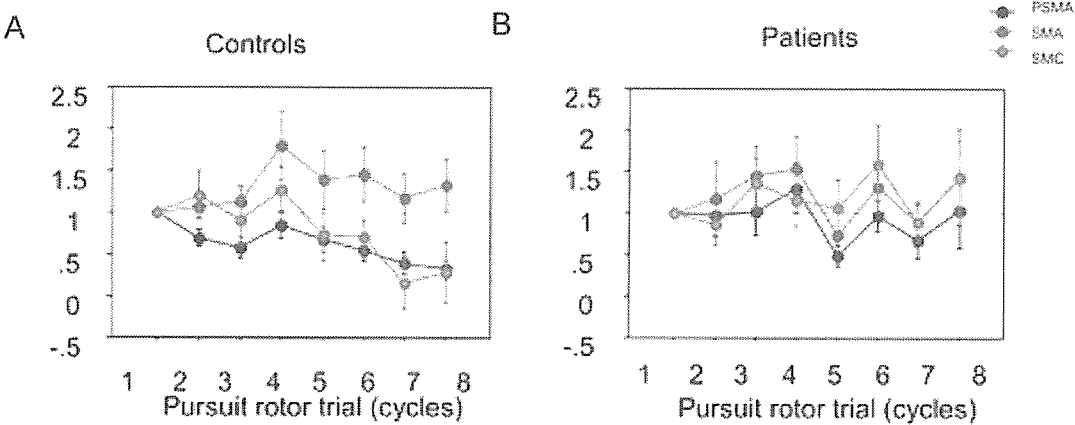 A
Controls
2.5
2
1.5
1
.5
0
-.5
1 2 3 4 5 6 7 8
Pursuit rotor trial (cycles)
B
Patients
PSMA
SMA
SMC
2.5
2
1.5
1
.5
0
-.5
1 2 3 4 5 6 7 8
Pursuit rotor trial (cycles)